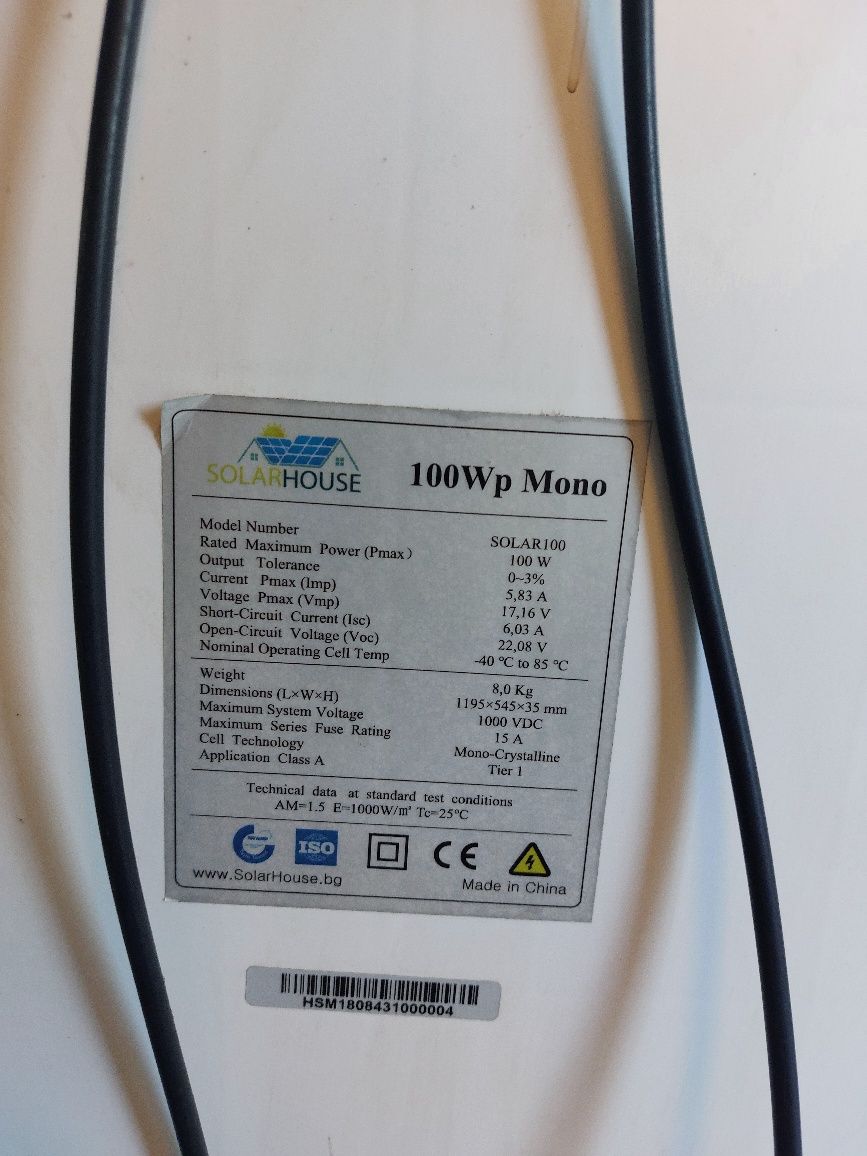 SOLARHOUSE
100Wp Mono
Model Number SOLAR100
Rated Maximum Power (Pmax) 100 W
Output Tolerance 0~3%
Current Pmax (Imp) 5,83 A
Voltage Pmax (Vmp) 17,16 V
Short-Circuit Current (Isc) 6,03 A
Open-Circuit Voltage (Voc) 22,08 V
Nominal Operating Cell Temp -40 ℃ to 85 ℃
Weight 8,0 Kg
Dimensions (L×W×H) 1195×545×35 mm
Maximum System Voltage 1000 VDC
Maximum Series Fuse Rating 15 A
Cell Technology Mono-Crystalline
Application Class A Tier 1
Technical data at standard test conditions
AM=1.5 E=1000W/m² Tc=25℃
ISO
CE
www.SolarHouse.bg
Made in China
HSM1808431000004